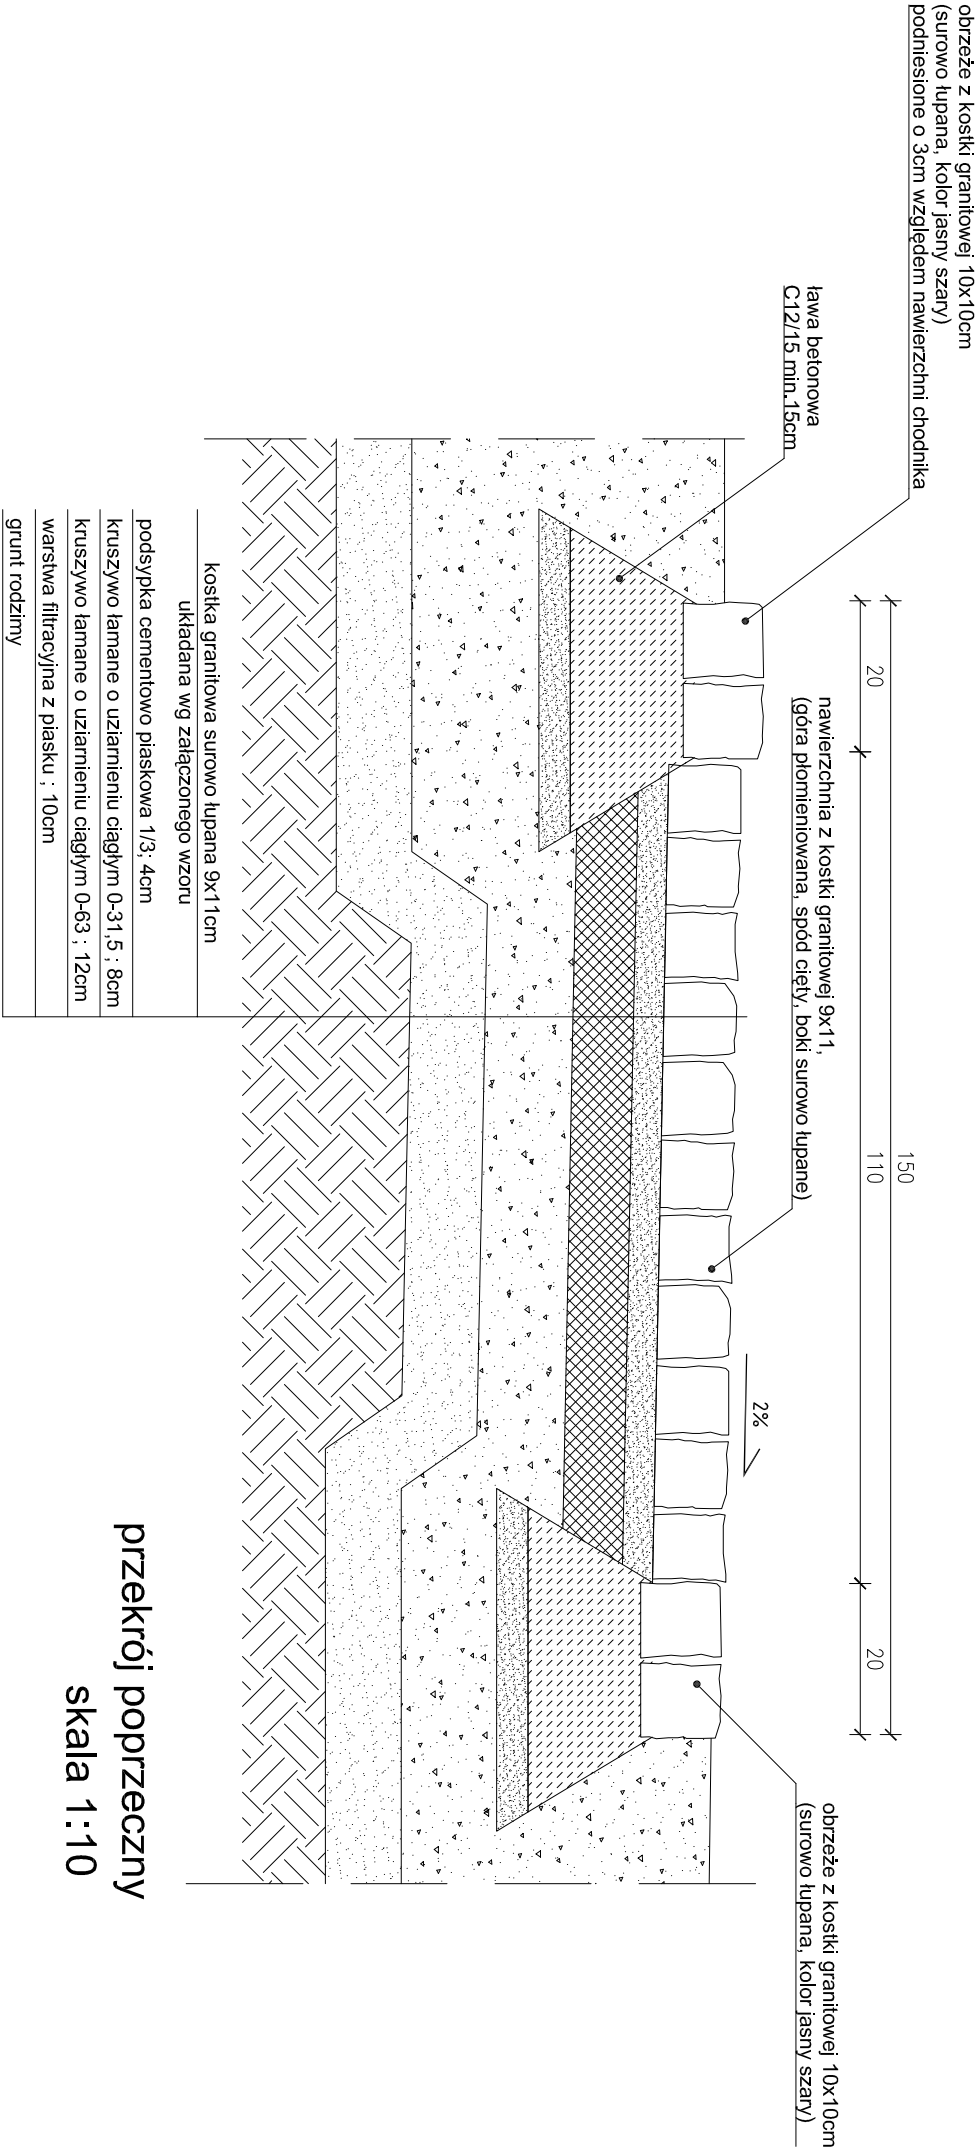 obrzeże z kostki granitowej 10x10cm
(surowo łupana, kolor jasny szary)
podniesione o 3cm względem nawierzchni chodnika
ława betonowa
C12/15 min.15cm
150
20
110
20
nawierzchnia z kostki granitowej 9x11,
(góra płomieniowana, spód cięty, boki surowo łupane)
2%
obrzeże z kostki granitowej 10x10cm
(surowo łupana, kolor jasny szary)
kostka granitowa surowo łupana 9x11cm
układana wg załączonego wzoru
podsypka cementowo piaskowa 1/3; 4cm
kruszywo łamane o uziarnieniu ciągłym 0-31,5 ; 8cm
kruszywo łamane o uziarnieniu ciągłym 0-63 ; 12cm
warstwa filtracyjna z piasku ; 10cm
grunt rodzimy
przekrój poprzeczny
skala 1:10